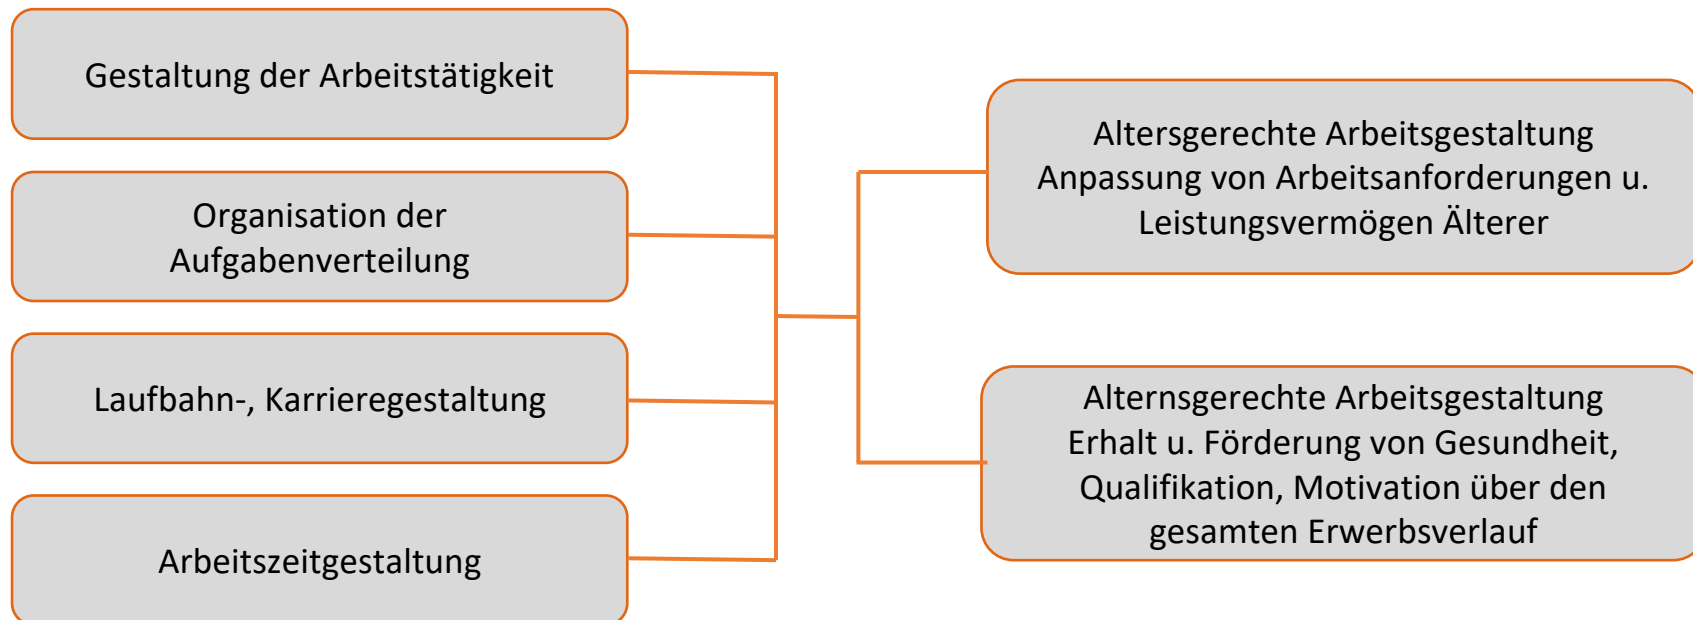 Gestaltung der Arbeitstätigkeit
Organisation der
Aufgabenverteilung
Laufbahn-, Karrieregestaltung
Arbeitszeitgestaltung
Altersgerechte Arbeitsgestaltung
Anpassung von Arbeitsanforderungen u.
Leistungsvermögen Älterer
Alternsgerechte Arbeitsgestaltung
Erhalt u. Förderung von Gesundheit,
Qualifikation, Motivation über den
gesamten Erwerbsverlauf